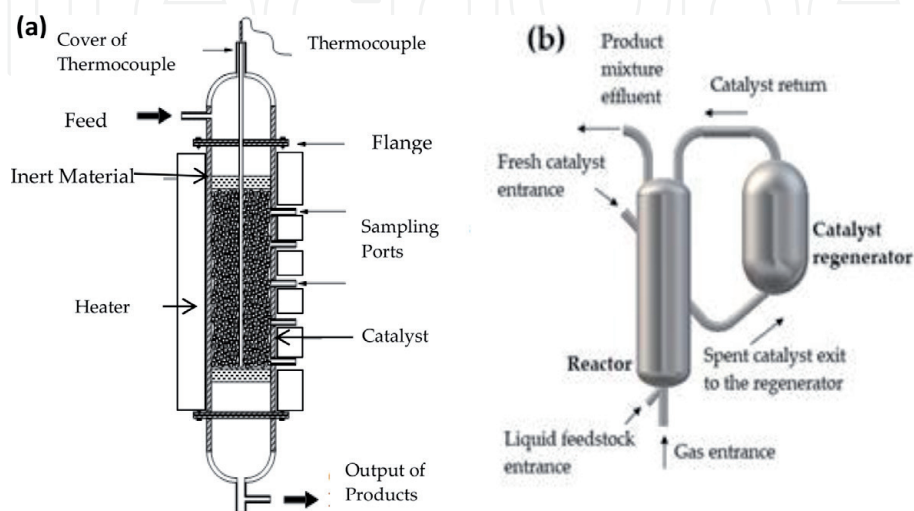 (a)
Cover of
Thermocouple
Thermocouple
Feed
Flange
Inert Material
Sampling
Ports
Heater
Catalyst
Output of
Products
(b)
Product
mixture
effluent
Catalyst return
Fresh catalyst
entrance
Catalyst
regenerator
Reactor
Spent catalyst exit
to the regenerator
Liquid feedstock
entrance
Gas entrance